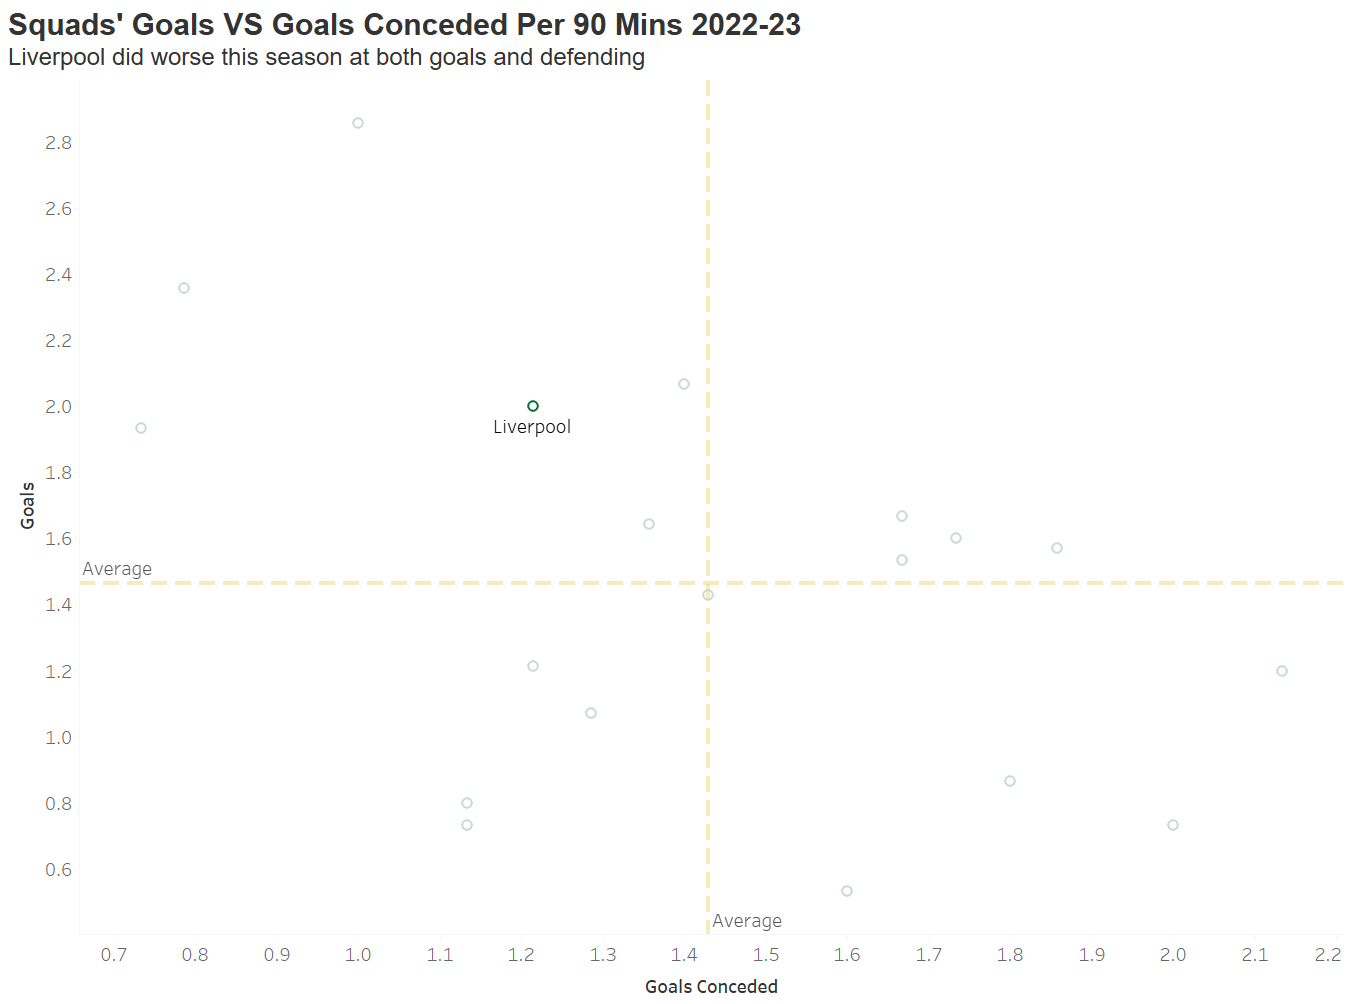 Squads' Goals VS Goals Conceded Per 90 Mins 2022-23
Liverpool did worse this season at both goals and defending
2.8
2.6
2.4
2.2
2.0
1.8
1.6
1.4
1.2
1.0
0.8
0.6
Goals
Liverpool
Average
Average
0.7 0.8 0.9 1.0 1.1 1.2 1.3 1.4 1.5 1.6 1.7 1.8 1.9 2.0 2.1 2.2
Goals Conceded